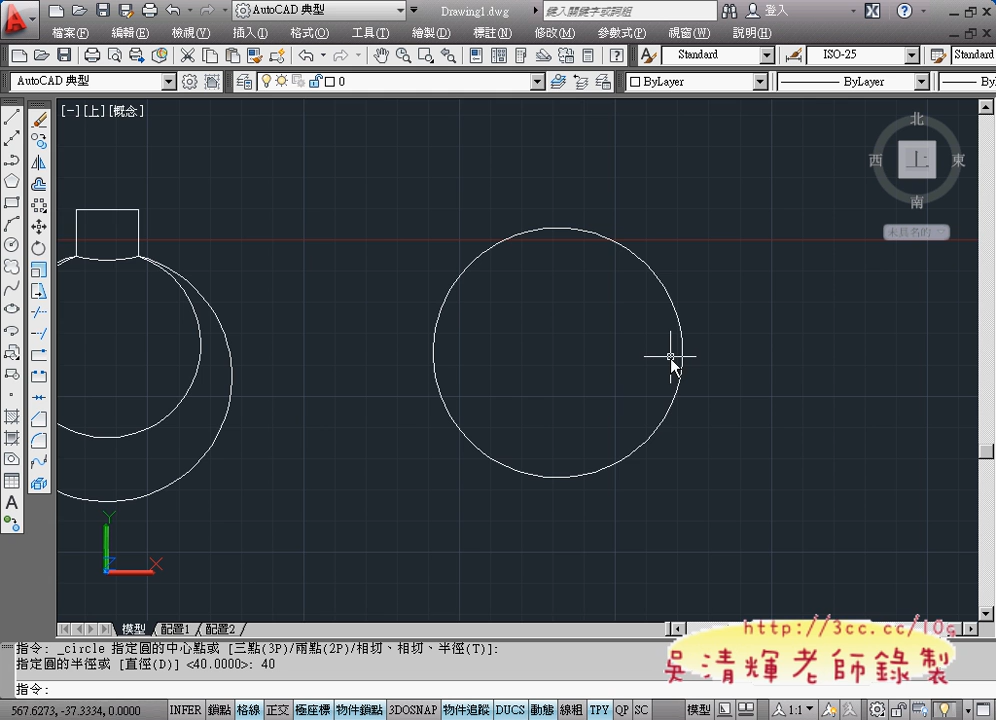 AutoCAD 典型
Drawing1.dwg
鍵入關鍵字或詞組
登入
檔案(F) 編輯(E) 檢視(V) 插入(I) 格式(O) 工具(T) 繪製(D) 標註(N) 修改(M) 參數式(P) 視窗(W) 說明(H)
Standard ISO-25 Standard
AutoCAD 典型 0 ByLayer ByLayer By
[−][上][概念]
北
西 上 東
南
未具名的
A
Y
X
模型 配置1 配置2
指令: _circle 指定圓的中心點或 [三點(3P)/兩點(2P)/相切、相切、半徑(T)]:
指定圓的半徑或 [直徑(D)] <40.0000>: 40
指令:
http://3cc.cc/10g
吳清輝老師錄製
567.6273, -37.3334, 0.0000 INFER 鎖點 格線 正交 極座標 物件鎖點 3DOSNAP 物件追蹤 DUCS 動態 線粗 TPY QP SC 模型 1:1